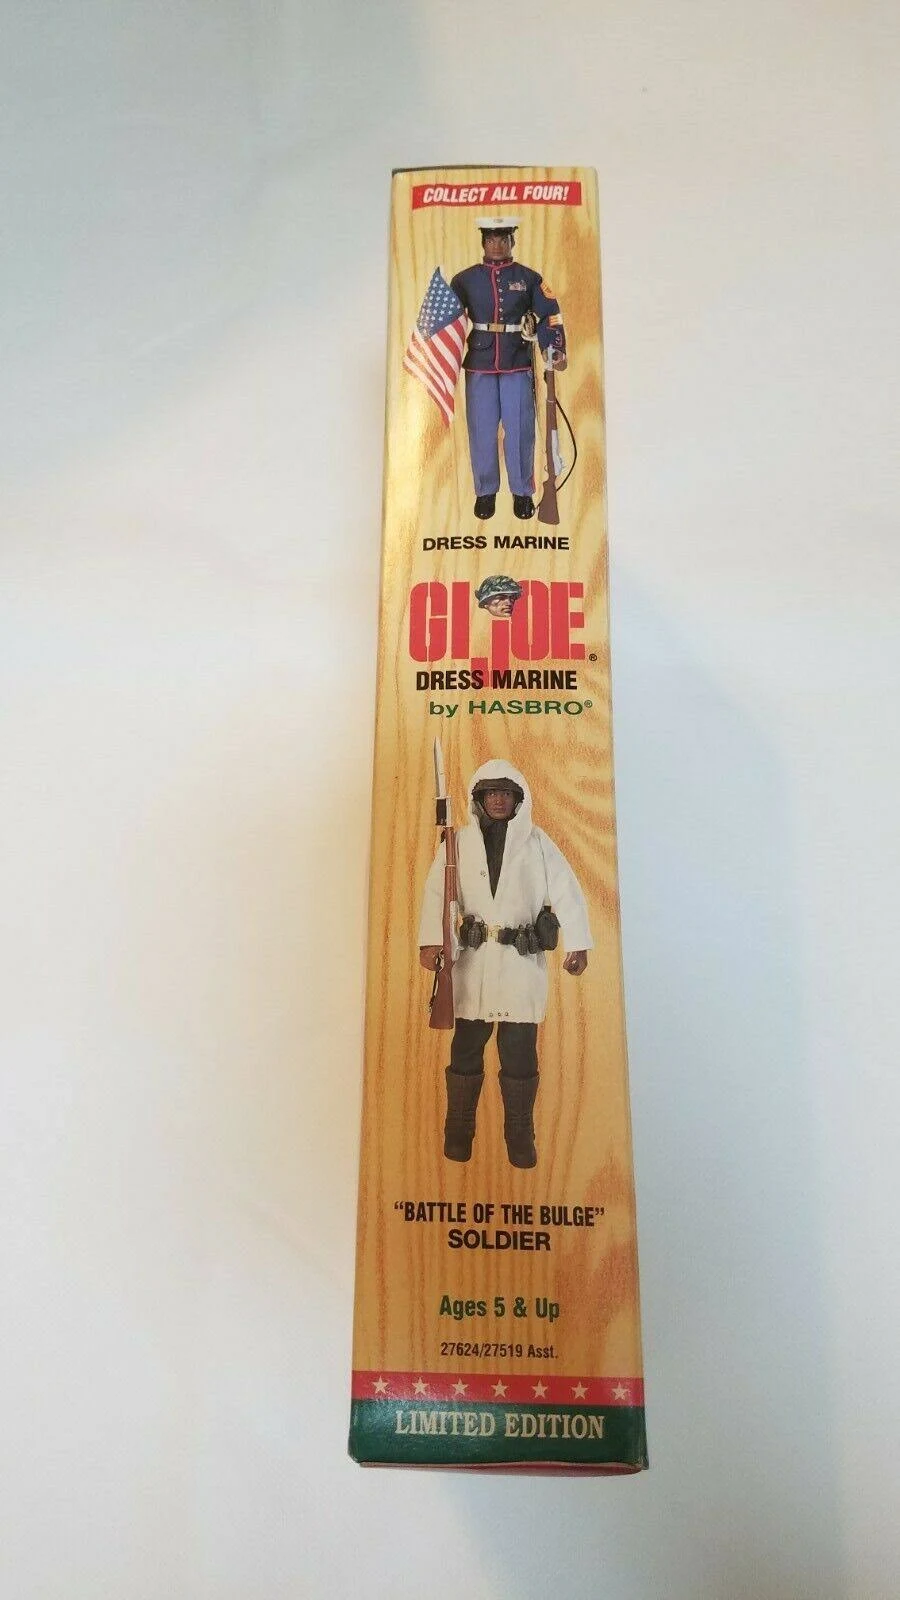 COLLECT ALL FOUR!
DRESS MARINE
GI JOE®
DRESS MARINE
by HASBRO®
"BATTLE OF THE BULGE"
SOLDIER
Ages 5 & Up
27624/27519 Asst.
LIMITED EDITION